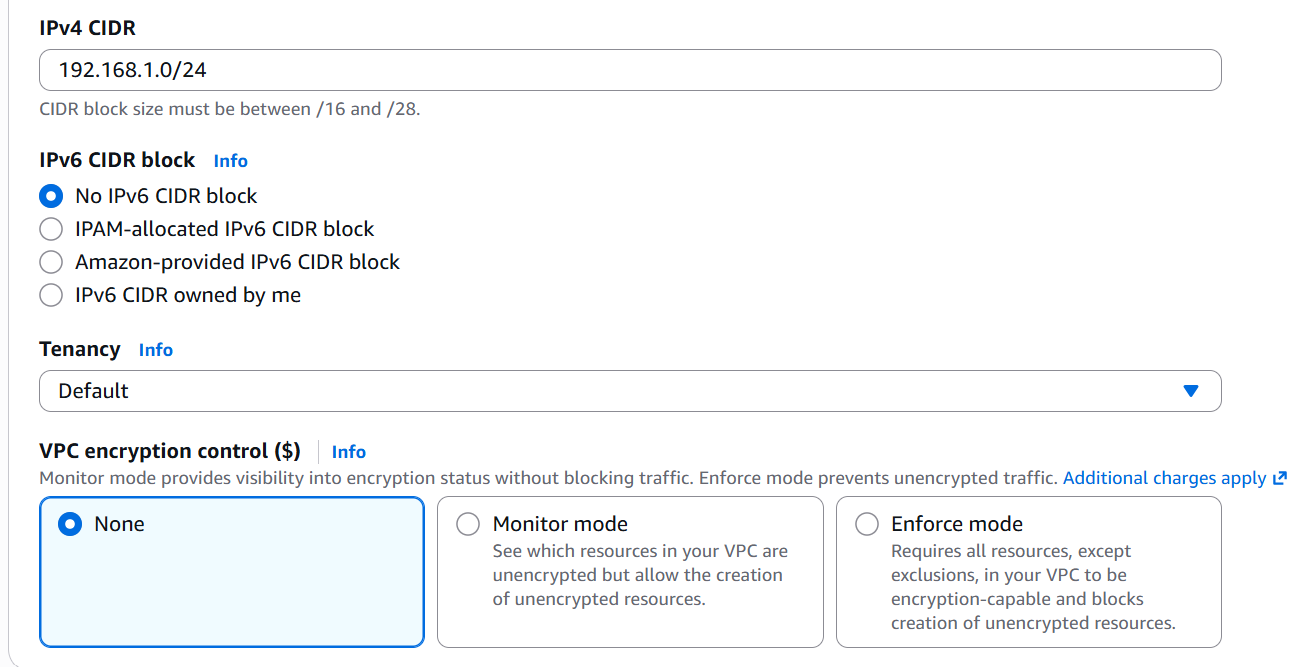 IPv4 CIDR
192.168.1.0/24
CIDR block size must be between /16 and /28.
IPv6 CIDR block Info
No IPv6 CIDR block
IPAM-allocated IPv6 CIDR block
Amazon-provided IPv6 CIDR block
IPv6 CIDR owned by me
Tenancy Info
Default
VPC encryption control ($) Info
Monitor mode provides visibility into encryption status without blocking traffic. Enforce mode prevents unencrypted traffic. Additional charges apply
None
Monitor mode
See which resources in your VPC are
unencrypted but allow the creation
of unencrypted resources.
Enforce mode
Requires all resources, except
exclusions, in your VPC to be
encryption-capable and blocks
creation of unencrypted resources.